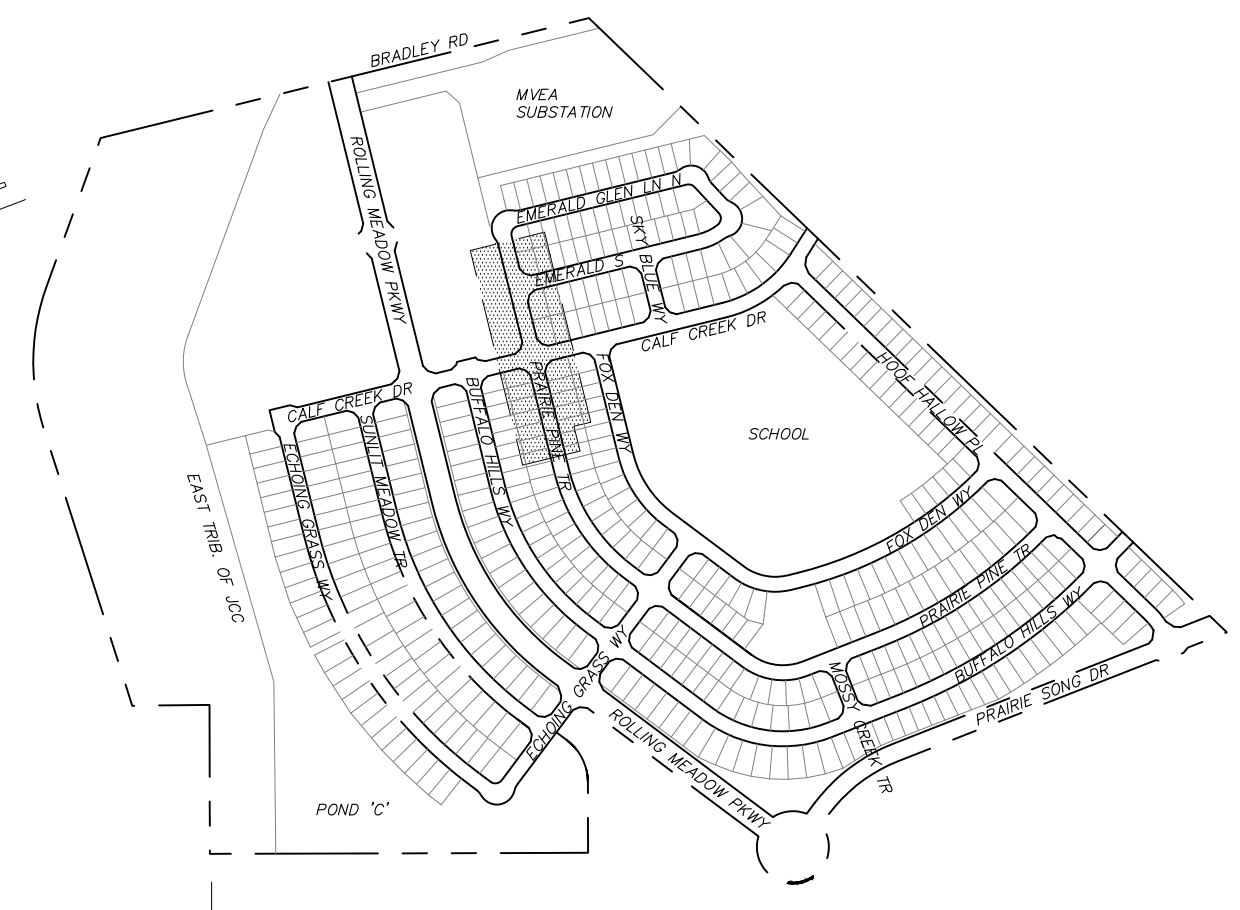 BRADLEY RD
MVEA
SUBSTATION
ROLLING MEADOW PKWY
EMERALD GLEN LN N
SKY BLUE WY
EMERALD S
CALF CREEK DR
HOOF HALLOW PL
CALF CREEK DR
BUFFALO HILLS WY
PRAIRIE PINE TR
FOX DEN WY
SCHOOL
SUNLIT MEADOW TR
ECHOING GRASS WY
EAST TRIB. OF JCC
FOX DEN WY
PRAIRIE PINE TR
BUFFALO HILLS WY
ECHOING GRASS WY
MOSSY CREEK TR
PRAIRIE SONG DR
ROLLING MEADOW PKWY
POND 'C'